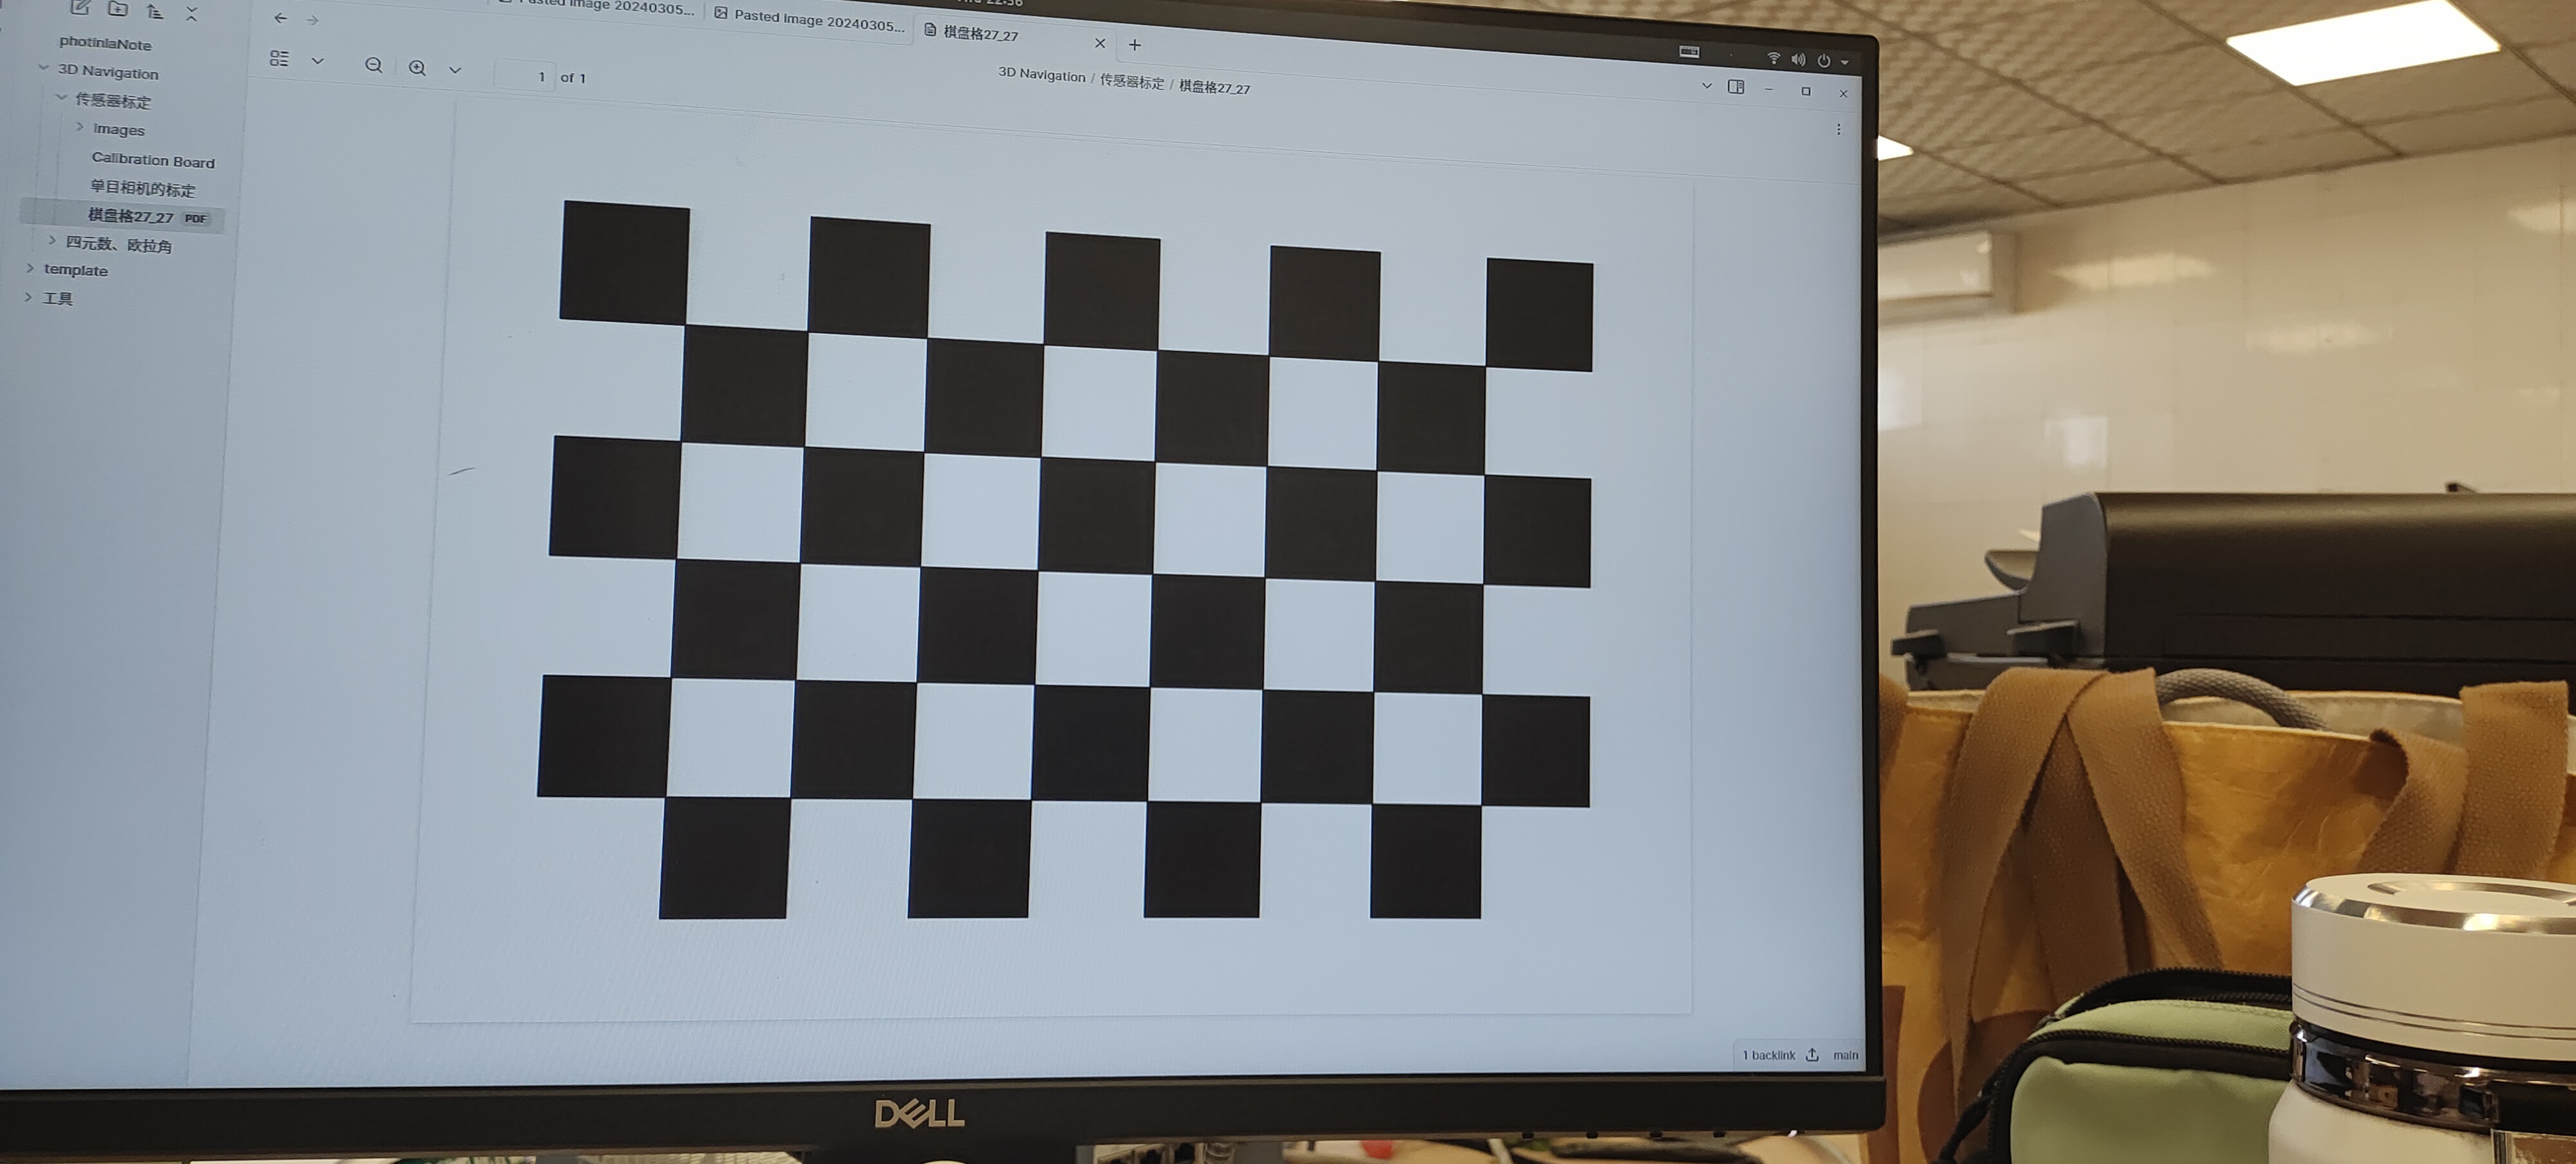 Pasted Image 20240305...
Pasted Image 20240305...
棋盘格27_27
1 of 1
3D Navigation / 传感器标定 / 棋盘格27_27
photiniaNote
3D Navigation
传感器标定
images
Calibration Board
单目相机的标定
棋盘格27_27 PDF
四元数、欧拉角
template
工具
1 backlink
main
DELL